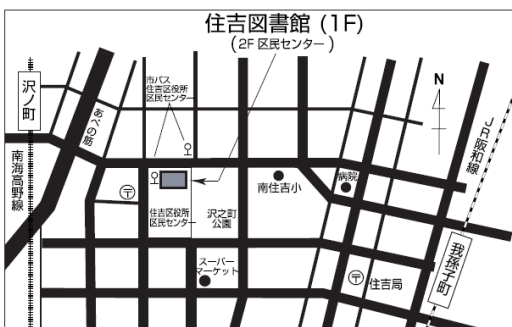 住吉図書館 (1F)
(2F 区民センター)
市バス
住吉区役所
区民センター
沢ノ町
あべの筋
南海高野線
N
JR阪和線
〒
住吉区役所
区民センター
沢之町
公園
南住吉小
病院
スーパー
マーケット
〒
住吉局
我孫子町